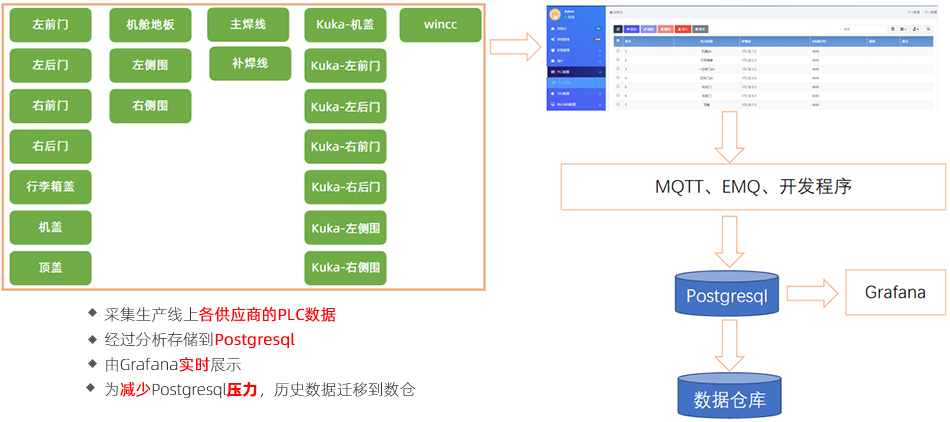 左前门
机舱地板
主焊线
Kuka-机盖
wincc
左后门
左侧围
补焊线
Kuka-左前门
右前门
右侧围
Kuka-左后门
右后门
Kuka-右前门
行李箱盖
Kuka-右后门
机盖
Kuka-左侧围
顶盖
Kuka-右侧围
MQTT、EMQ、开发程序
Postgresql
Grafana
数据仓库
采集生产线上各供应商的PLC数据
经过分析存储到Postgresql
由Grafana实时展示
为减少Postgresql压力，历史数据迁移到数仓